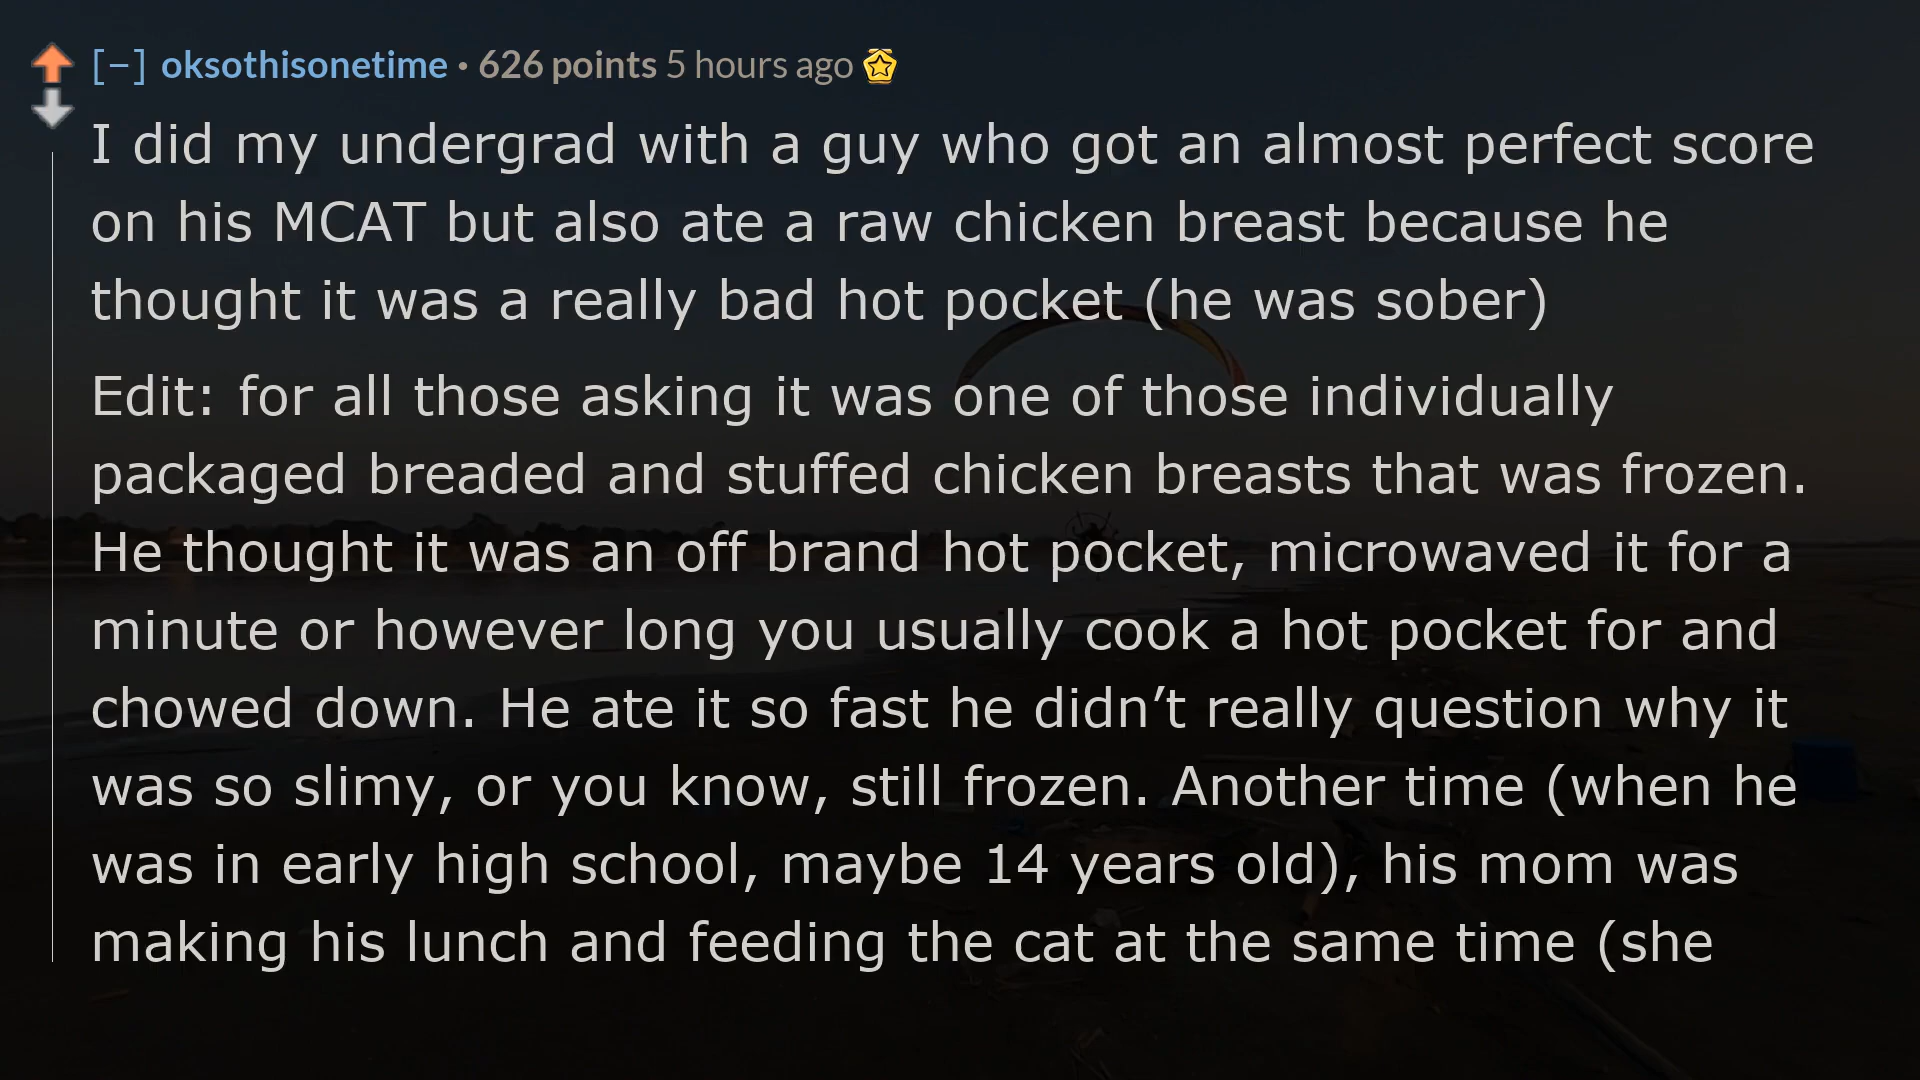 [−] oksothisonetime • 626 points 5 hours ago
I did my undergrad with a guy who got an almost perfect score
on his MCAT but also ate a raw chicken breast because he
thought it was a really bad hot pocket (he was sober)
Edit: for all those asking it was one of those individually
packaged breaded and stuffed chicken breasts that was frozen.
He thought it was an off brand hot pocket, microwaved it for a
minute or however long you usually cook a hot pocket for and
chowed down. He ate it so fast he didn’t really question why it
was so slimy, or you know, still frozen. Another time (when he
was in early high school, maybe 14 years old), his mom was
making his lunch and feeding the cat at the same time (she